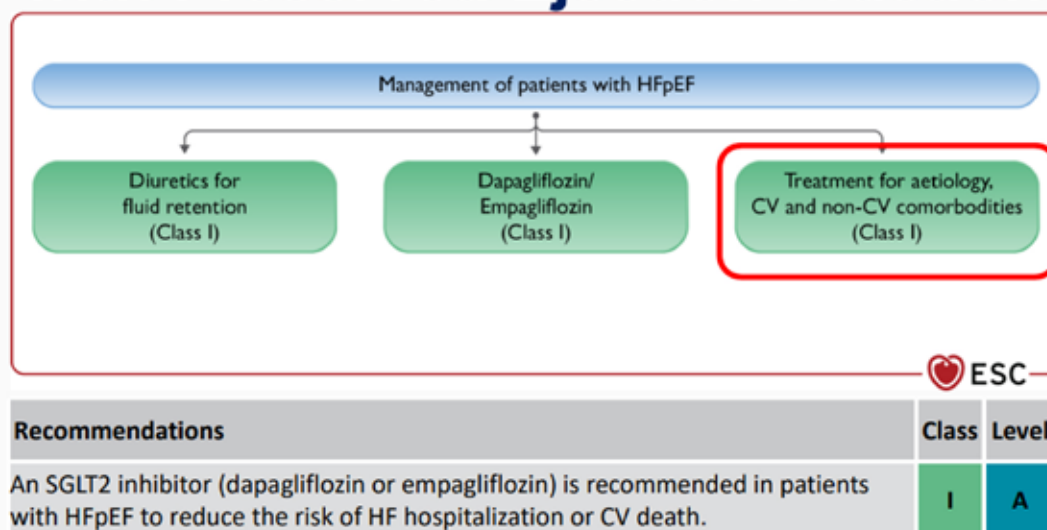 Management of patients with HFpEF
Diuretics for
fluid retention
(Class I)
Dapagliflozin/
Empagliflozin
(Class I)
Treatment for aetiology,
CV and non-CV comorbodities
(Class I)
ESC
Recommendations Class Level
An SGLT2 inhibitor (dapagliflozin or empagliflozin) is recommended in patients
with HFpEF to reduce the risk of HF hospitalization or CV death.
I A